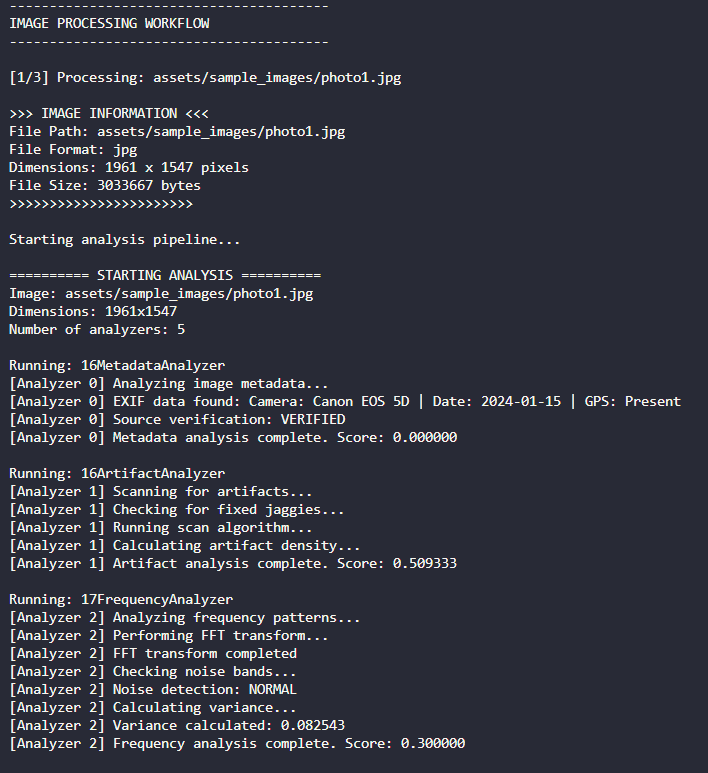 ----------------------------------------
IMAGE PROCESSING WORKFLOW
----------------------------------------
[1/3] Processing: assets/sample_images/photo1.jpg
>>> IMAGE INFORMATION <<<
File Path: assets/sample_images/photo1.jpg
File Format: jpg
Dimensions: 1961 x 1547 pixels
File Size: 3033667 bytes
>>>>>>>>>>>>>>>>>>>>>>>
Starting analysis pipeline...
========== STARTING ANALYSIS ==========
Image: assets/sample_images/photo1.jpg
Dimensions: 1961x1547
Number of analyzers: 5
Running: 16MetadataAnalyzer
[Analyzer 0] Analyzing image metadata...
[Analyzer 0] EXIF data found: Camera: Canon EOS 5D | Date: 2024-01-15 | GPS: Present
[Analyzer 0] Source verification: VERIFIED
[Analyzer 0] Metadata analysis complete. Score: 0.000000
Running: 16ArtifactAnalyzer
[Analyzer 1] Scanning for artifacts...
[Analyzer 1] Checking for fixed jaggies...
[Analyzer 1] Running scan algorithm...
[Analyzer 1] Calculating artifact density...
[Analyzer 1] Artifact analysis complete. Score: 0.509333
Running: 17FrequencyAnalyzer
[Analyzer 2] Analyzing frequency patterns...
[Analyzer 2] Performing FFT transform...
[Analyzer 2] FFT transform completed
[Analyzer 2] Checking noise bands...
[Analyzer 2] Noise detection: NORMAL
[Analyzer 2] Calculating variance...
[Analyzer 2] Variance calculated: 0.082543
[Analyzer 2] Frequency analysis complete. Score: 0.300000